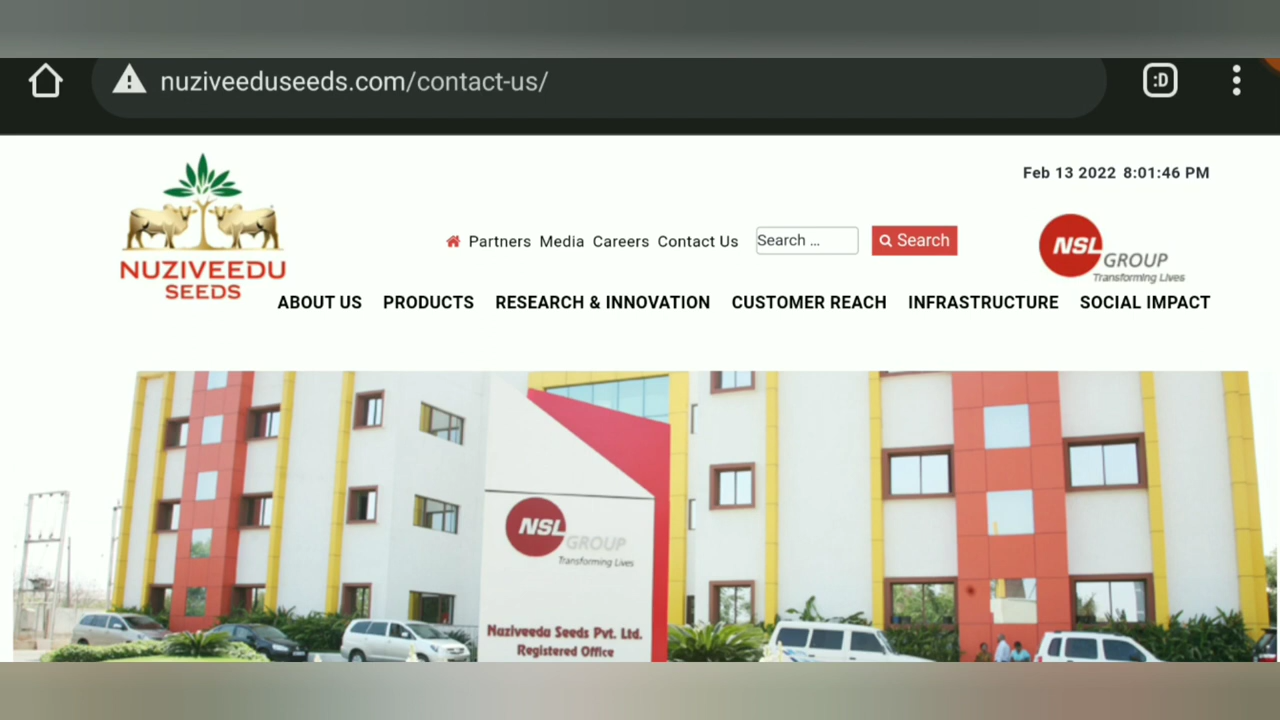 :D
nuziveeduseeds.com/contact-us/
Feb 13 2022 8:01:46 PM
NUZIVEEDU
SEEDS
Partners Media Careers Contact Us Search ... Search
NSL
GROUP
Transforming Lives
ABOUT US PRODUCTS RESEARCH & INNOVATION CUSTOMER REACH INFRASTRUCTURE SOCIAL IMPACT
NSL
GROUP
Transforming Lives
Nuziveedu Seeds Pvt. Ltd.
Registered Office